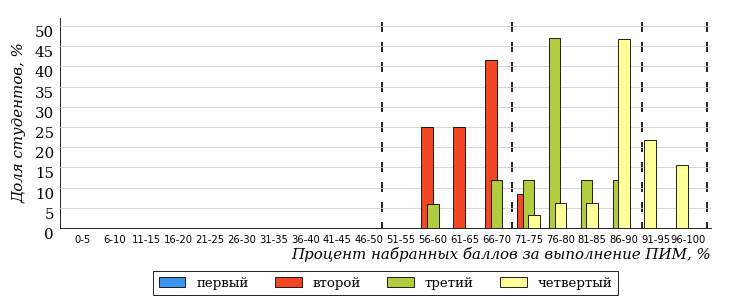 Доля студентов, %
50
45
40
35
30
25
20
15
10
5
0
0-5 6-10 11-15 16-20 21-25 26-30 31-35 36-40 41-45 46-50 51-55 56-60 61-65 66-70 71-75 76-80 81-85 86-90 91-95 96-100
Процент набранных баллов за выполнение ПИМ, %
первый второй третий четвертый